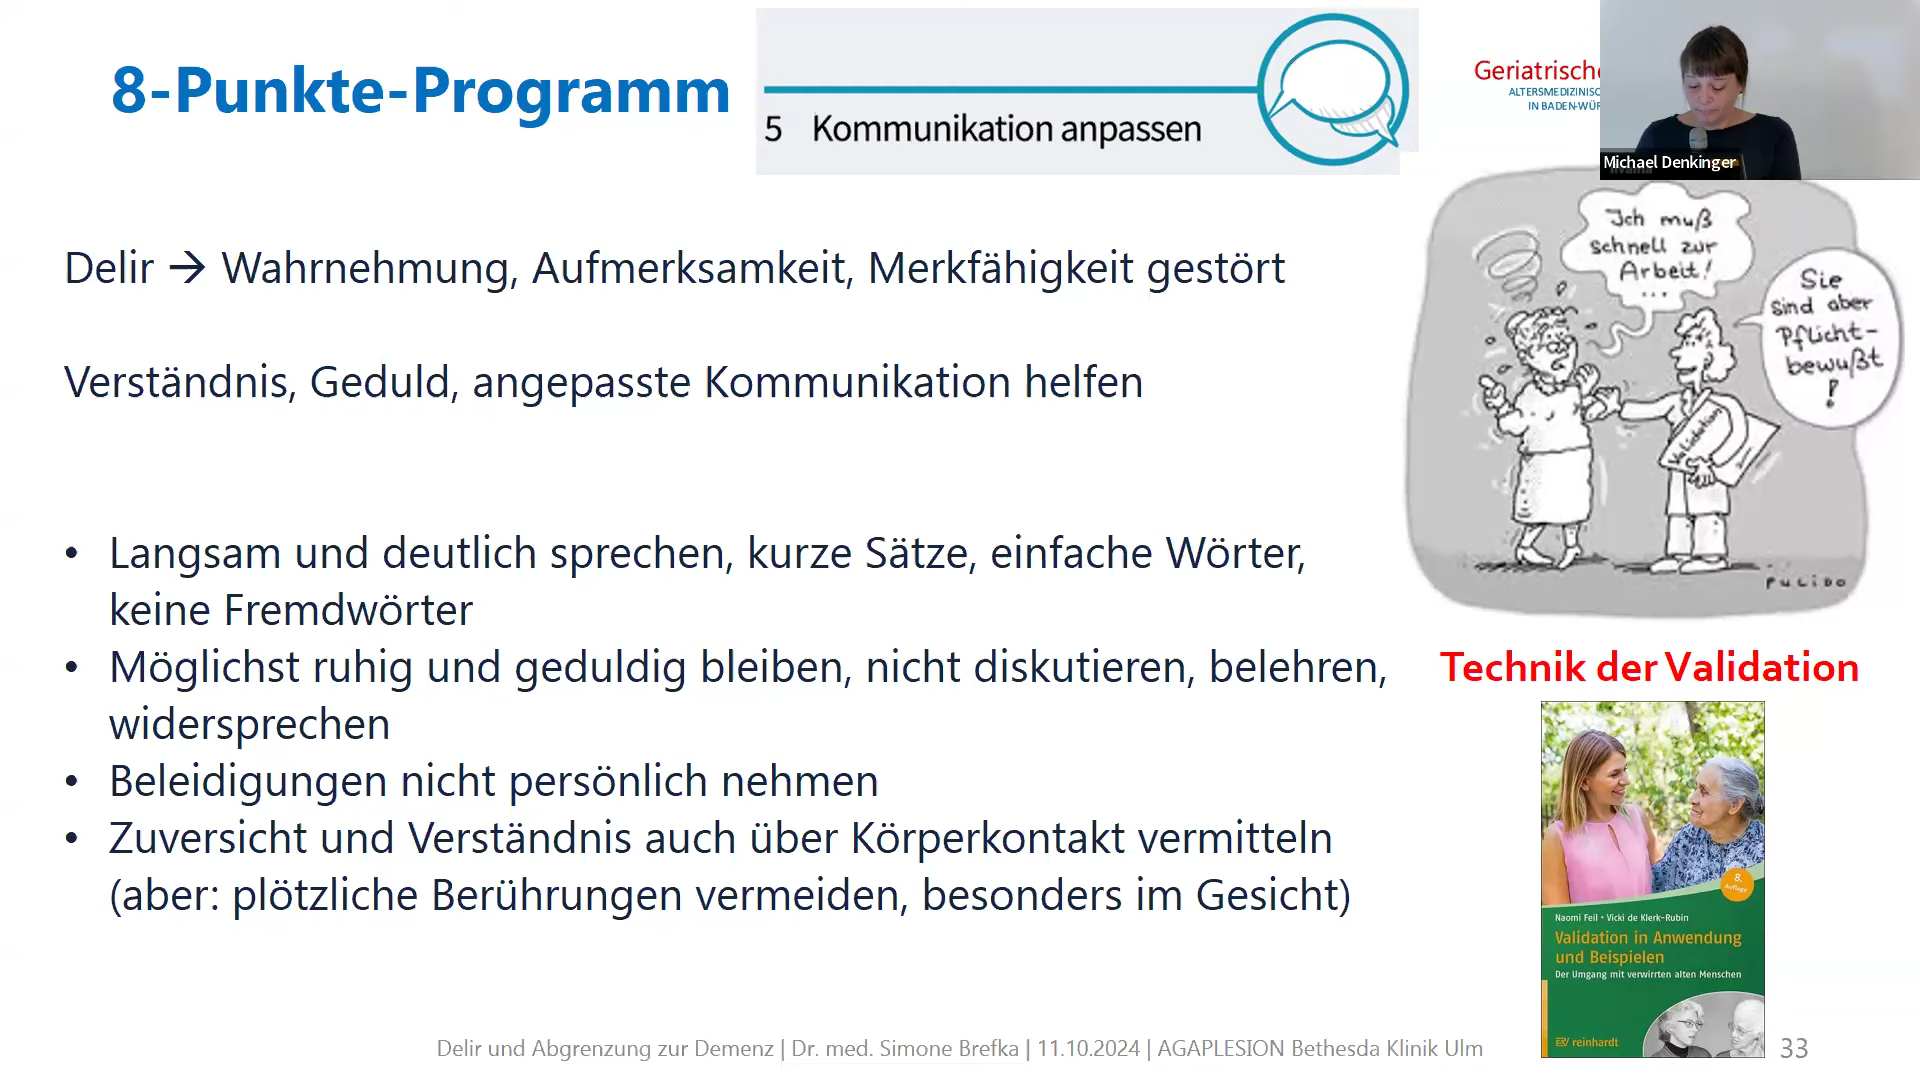 8-Punkte-Programm
5 Kommunikation anpassen
Geriatrische
ALTERSMEDIZINISC
IN BADEN-WÜR
Michael Denkinger
Delir → Wahrnehmung, Aufmerksamkeit, Merkfähigkeit gestört
Verständnis, Geduld, angepasste Kommunikation helfen
• Langsam und deutlich sprechen, kurze Sätze, einfache Wörter,
keine Fremdwörter
• Möglichst ruhig und geduldig bleiben, nicht diskutieren, belehren,
widersprechen
• Beleidigungen nicht persönlich nehmen
• Zuversicht und Verständnis auch über Körperkontakt vermitteln
(aber: plötzliche Berührungen vermeiden, besonders im Gesicht)
Ich muß
schnell zur
Arbeit!
...
Sie
sind aber
Pflicht-
bewußt
!
Validation
PULIDO
Technik der Validation
8.
Auflage
Naomi Feil • Vicki de Klerk-Rubin
Validation in Anwendung
und Beispielen
Der Umgang mit verwirrten alten Menschen
reinhardt
Delir und Abgrenzung zur Demenz | Dr. med. Simone Brefka | 11.10.2024 | AGAPLESION Bethesda Klinik Ulm
33